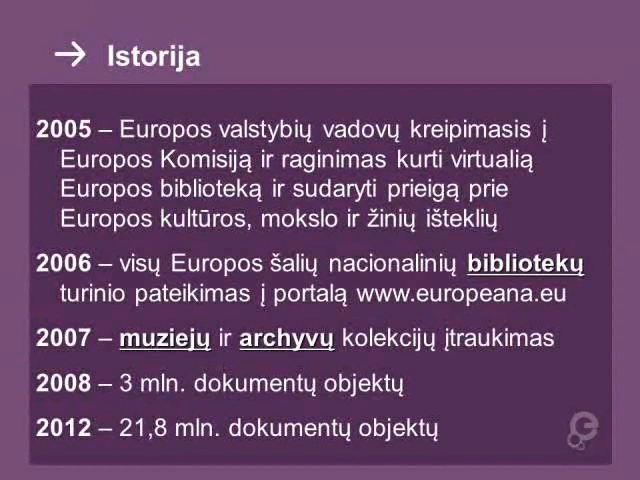 → Istorija
2005 – Europos valstybių vadovų kreipimasis į
Europos Komisiją ir raginimas kurti virtualią
Europos biblioteką ir sudaryti prieigą prie
Europos kultūros, mokslo ir žinių išteklių
2006 – visų Europos šalių nacionalinių bibliotekų
turinio pateikimas į portalą www.europeana.eu
2007 – muziejų ir archyvų kolekcijų įtraukimas
2008 – 3 mln. dokumentų objektų
2012 – 21,8 mln. dokumentų objektų